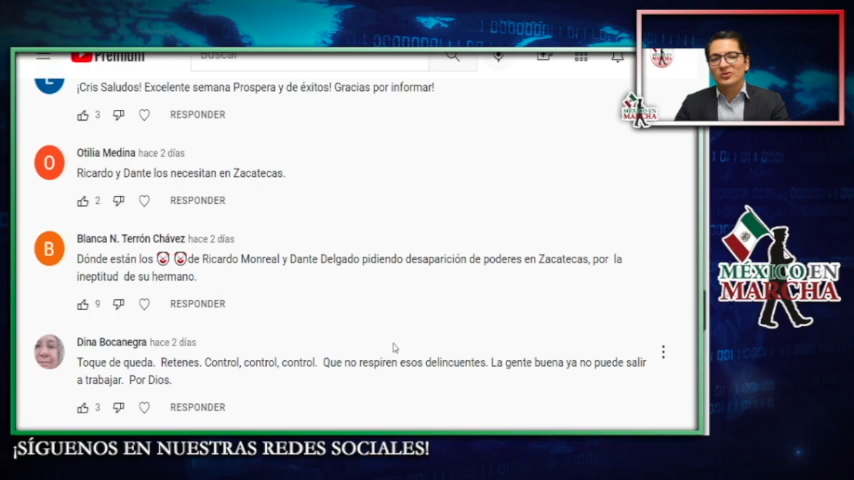 Premium
Buscar
¡Cris Saludos! Excelente semana Prospera y de éxitos! Gracias por informar!
3 RESPONDER
O
Otilia Medina hace 2 días
Ricardo y Dante los necesitan en Zacatecas.
2 RESPONDER
B
Blanca N. Terrón Chávez hace 2 días
Dónde están los 🤡 🤡de Ricardo Monreal y Dante Delgado pidiendo desaparición de poderes en Zacatecas, por la
ineptitud de su hermano.
9 RESPONDER
Dina Bocanegra hace 2 días
Toque de queda. Retenes. Control, control, control. Que no respiren esos delincuentes. La gente buena ya no puede salir
a trabajar. Por Dios.
3 RESPONDER
MÉXICO EN
MARCHA
MÉXICO EN
MARCHA
¡SÍGUENOS EN NUESTRAS REDES SOCIALES!